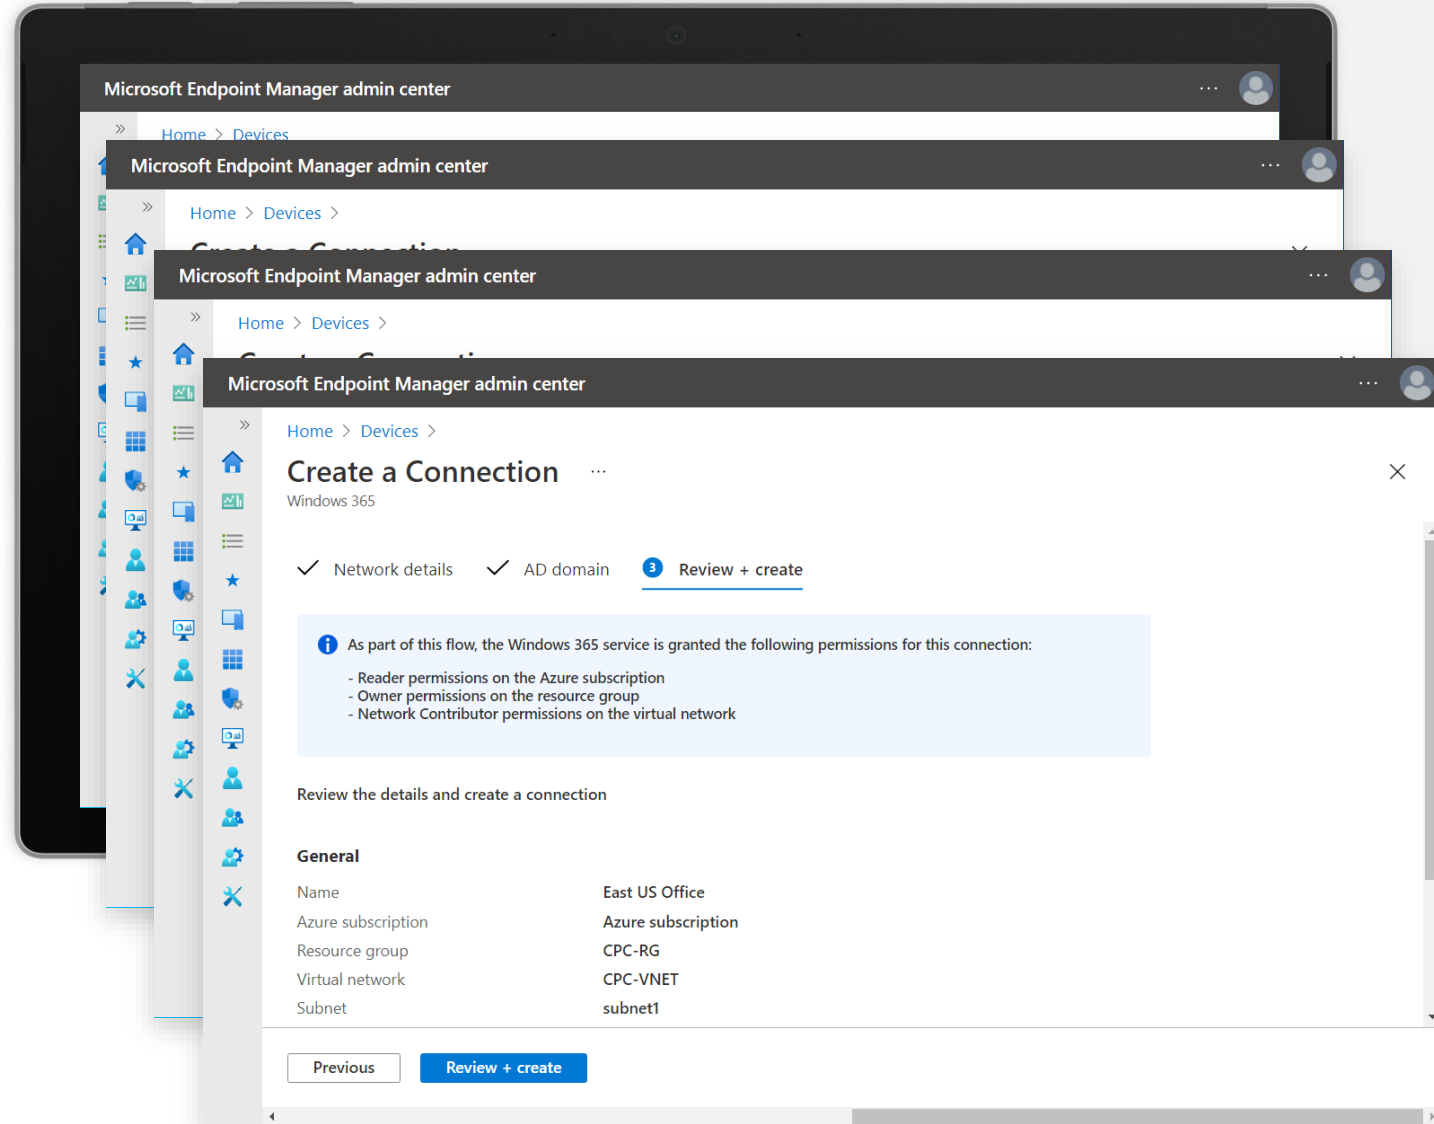 Microsoft Endpoint Manager admin center
Home > Devices
Microsoft Endpoint Manager admin center
Home > Devices >
Create a Connection
Microsoft Endpoint Manager admin center
Home > Devices >
Create a Connection
Microsoft Endpoint Manager admin center
Home > Devices >
Create a Connection ...
Windows 365
Network details AD domain 3 Review + create
As part of this flow, the Windows 365 service is granted the following permissions for this connection:
- Reader permissions on the Azure subscription
- Owner permissions on the resource group
- Network Contributor permissions on the virtual network
Review the details and create a connection
General
Name East US Office
Azure subscription Azure subscription
Resource group CPC-RG
Virtual network CPC-VNET
Subnet subnet1
Previous Review + create